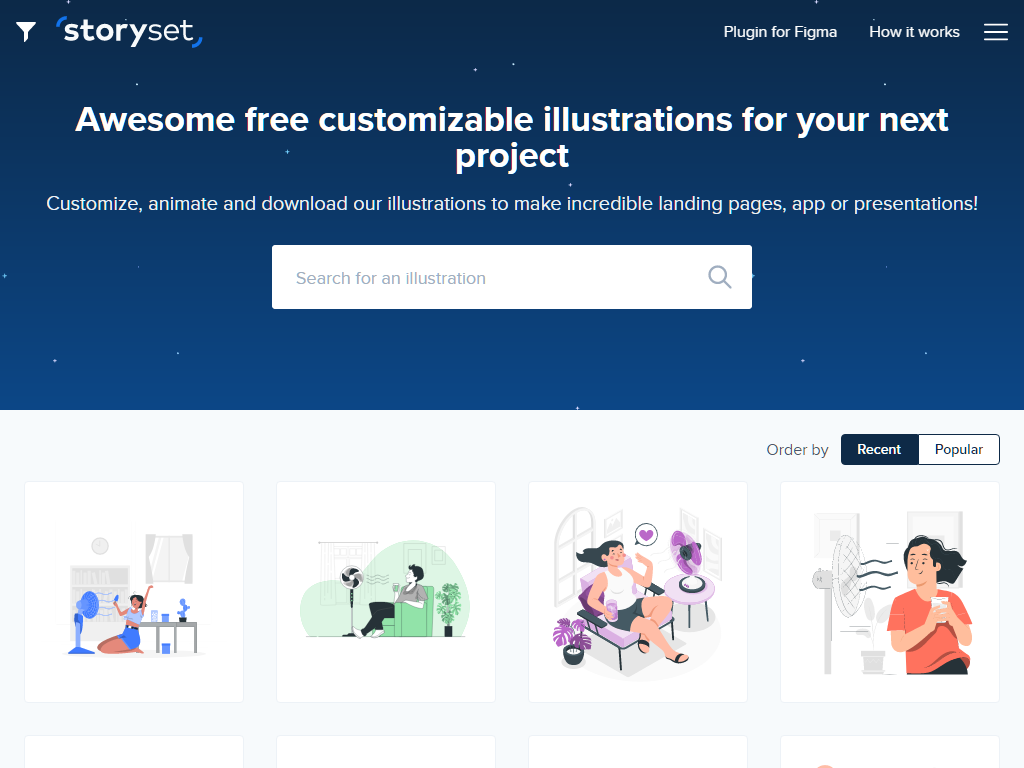 storyset
Plugin for Figma
How it works
Awesome free customizable illustrations for your next
project
Customize, animate and download our illustrations to make incredible landing pages, app or presentations!
Search for an illustration
Order by
Recent
Popular